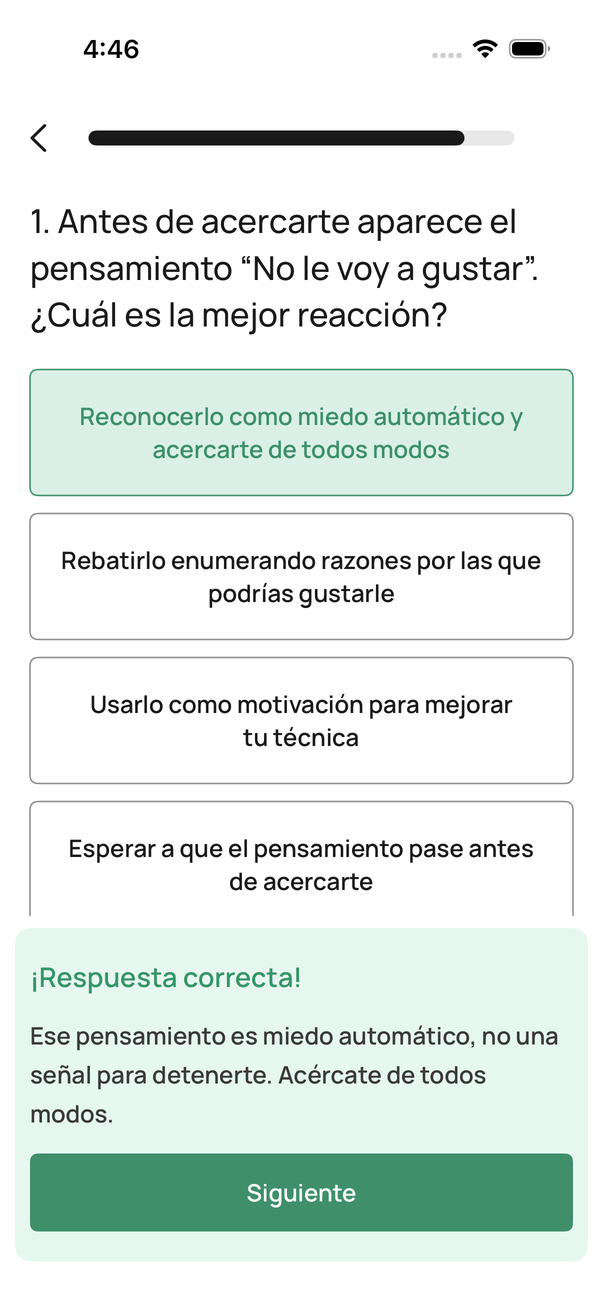 4:46
1. Antes de acercarte aparece el
pensamiento “No le voy a gustar”.
¿Cuál es la mejor reacción?
Reconocerlo como miedo automático y
acercarte de todos modos
Rebatirlo enumerando razones por las que
podrías gustarle
Usarlo como motivación para mejorar
tu técnica
Esperar a que el pensamiento pase antes
de acercarte
¡Respuesta correcta!
Ese pensamiento es miedo automático, no una
señal para detenerte. Acércate de todos
modos.
Siguiente